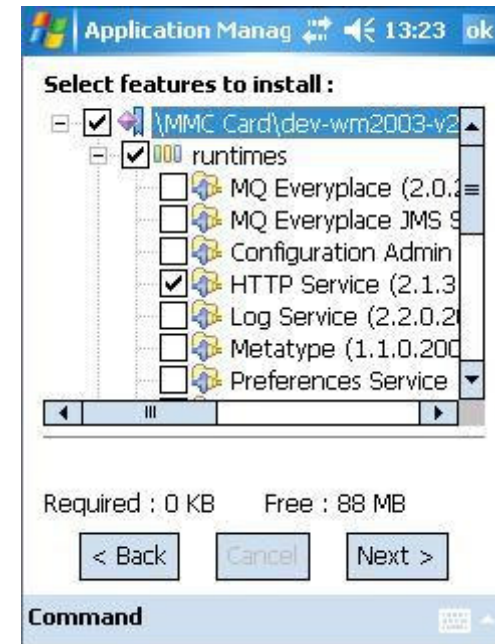 Application Manag 13:23 ok
Select features to install :
\MMC Card\dev-wm2003-v2
runtimes
MQ Everyplace (2.0.2
MQ Everyplace JMS S
Configuration Admin
HTTP Service (2.1.3
Log Service (2.2.0.20
Metatype (1.1.0.200
Preferences Service
Required : 0 KB Free : 88 MB
< Back Cancel Next >
Command